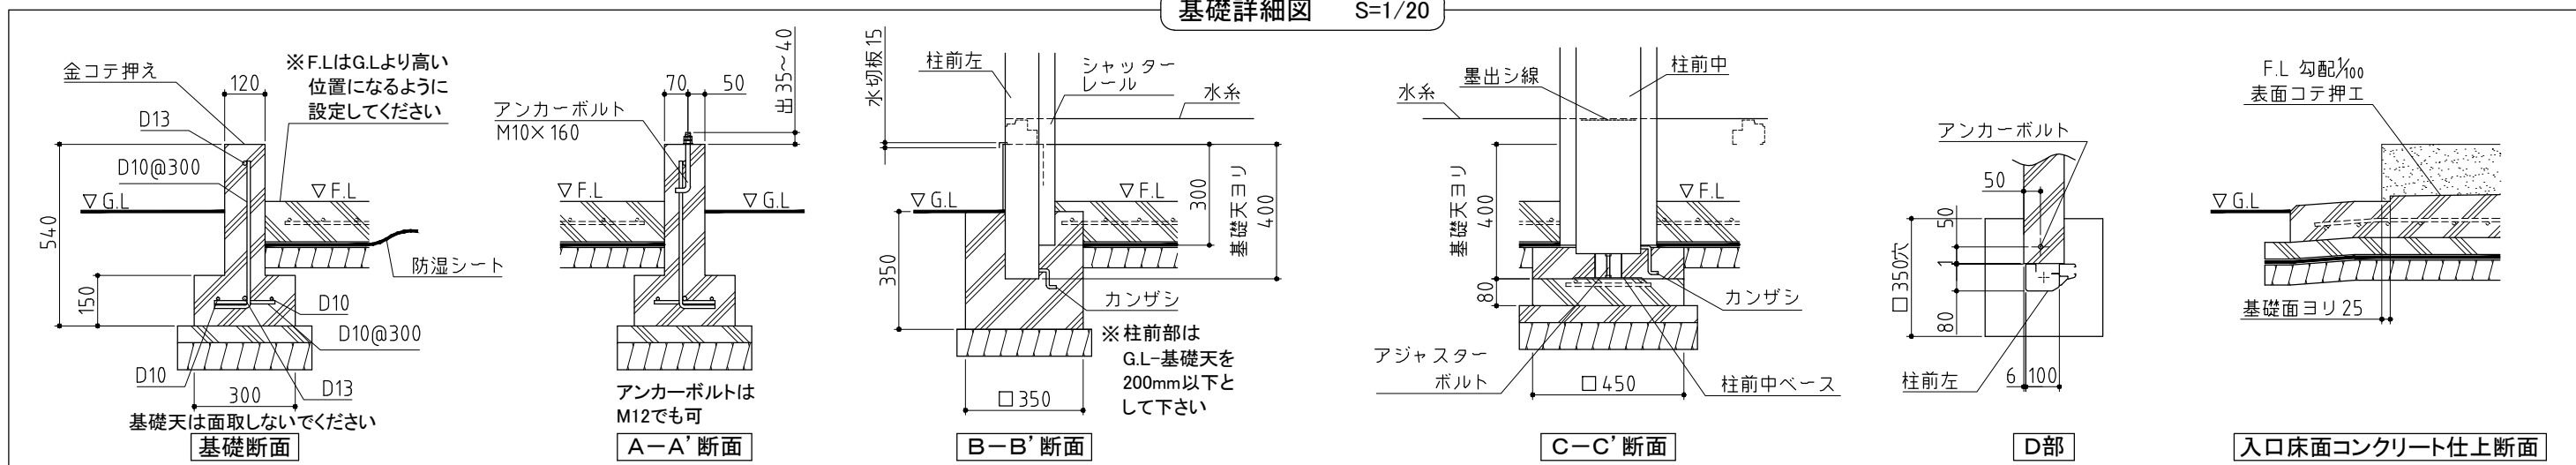 基礎詳細図 S=1/20
金コテ押え
120
※F.LはG.Lより高い
位置になるように
設定してください
D13
D10@300
▽G.L
▽F.L
540
150
防湿シート
D10
D10@300
D10
D13
300
基礎天は面取しないでください
基礎断面
70
50
出35～40
アンカーボルト
M10×160
▽F.L
▽G.L
アンカーボルトは
M12でも可
A－A'断面
水切板15
柱前左
シャッター
レール
水糸
▽G.L
▽F.L
300
400
基礎天ヨリ
350
カンザシ
※柱前部は
G.L-基礎天を
200mm以下と
して下さい
□350
B－B'断面
水糸
墨出シ線
柱前中
基礎天ヨリ
400
80
▽F.L
カンザシ
アジャスター
ボルト
□450
柱前中ベース
C－C'断面
アンカーボルト
50
50
1
80
□350穴
柱前左
6
100
D部
F.L 勾配1/100
表面コテ押エ
▽G.L
基礎面ヨリ25
入口床面コンクリート仕上断面